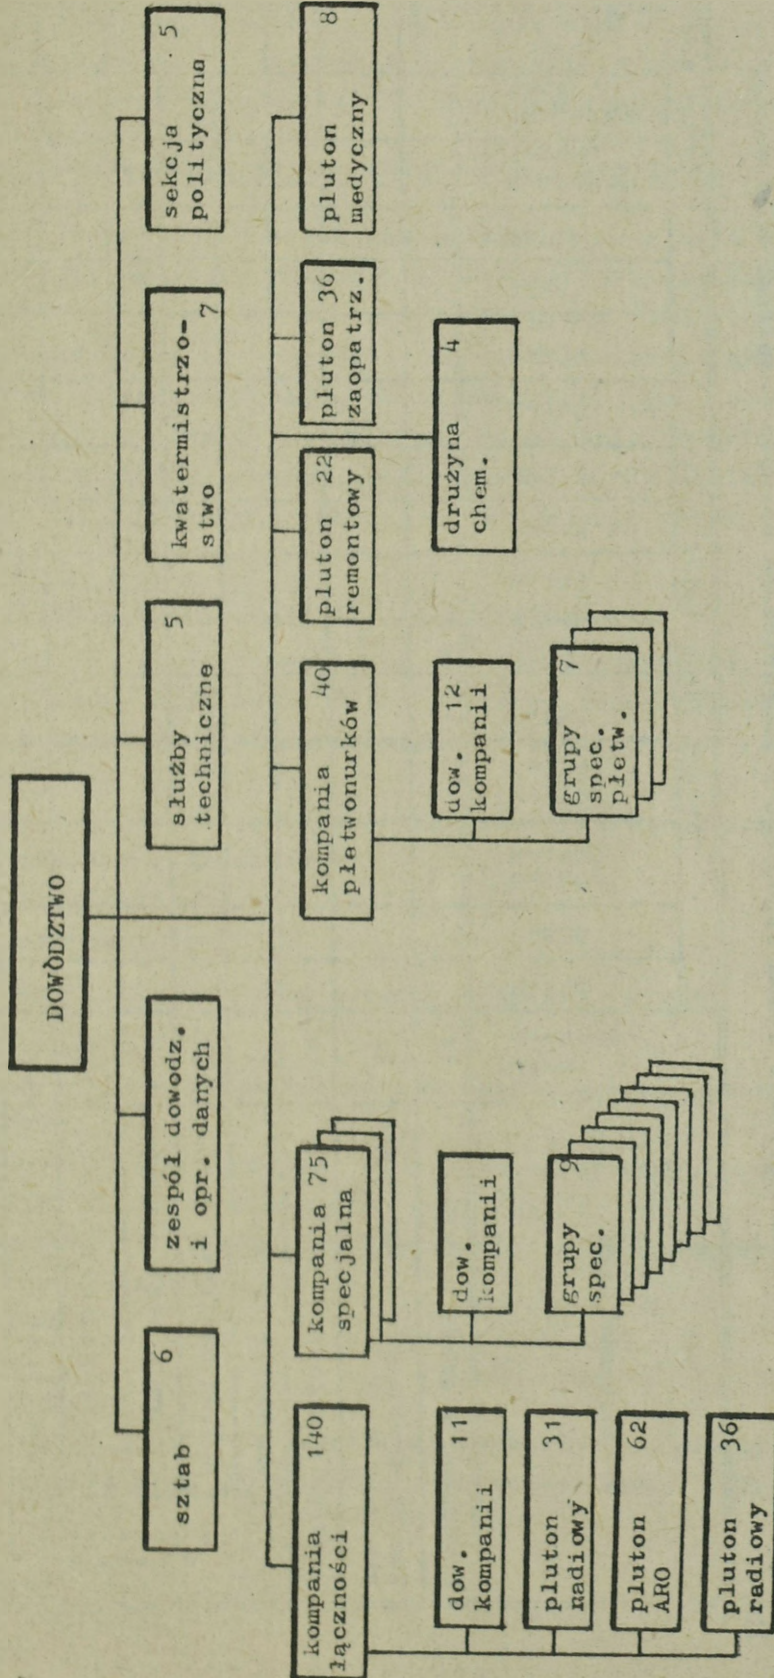 DOWÓDZTWO
sztab 6
zespół dowodz.
i opr. danych
służby 5
techniczne
kwatermistrzo-
stwo 7
sekcja 5
polityczna
kompania 140
łączności
kompania 75
specjalna
kompania 40
płetwonurków
pluton 22
remontowy
pluton 36
zaopatrz.
pluton 8
medyczny
dow. 11
kompanii
pluton 31
nadiowy
pluton 62
ARO
pluton 36
radiowy
dow.
kompanii
grupy 9
spec.
dow. 12
kompanii
grupy 7
spec.
płetw.
drużyna 4
chem.